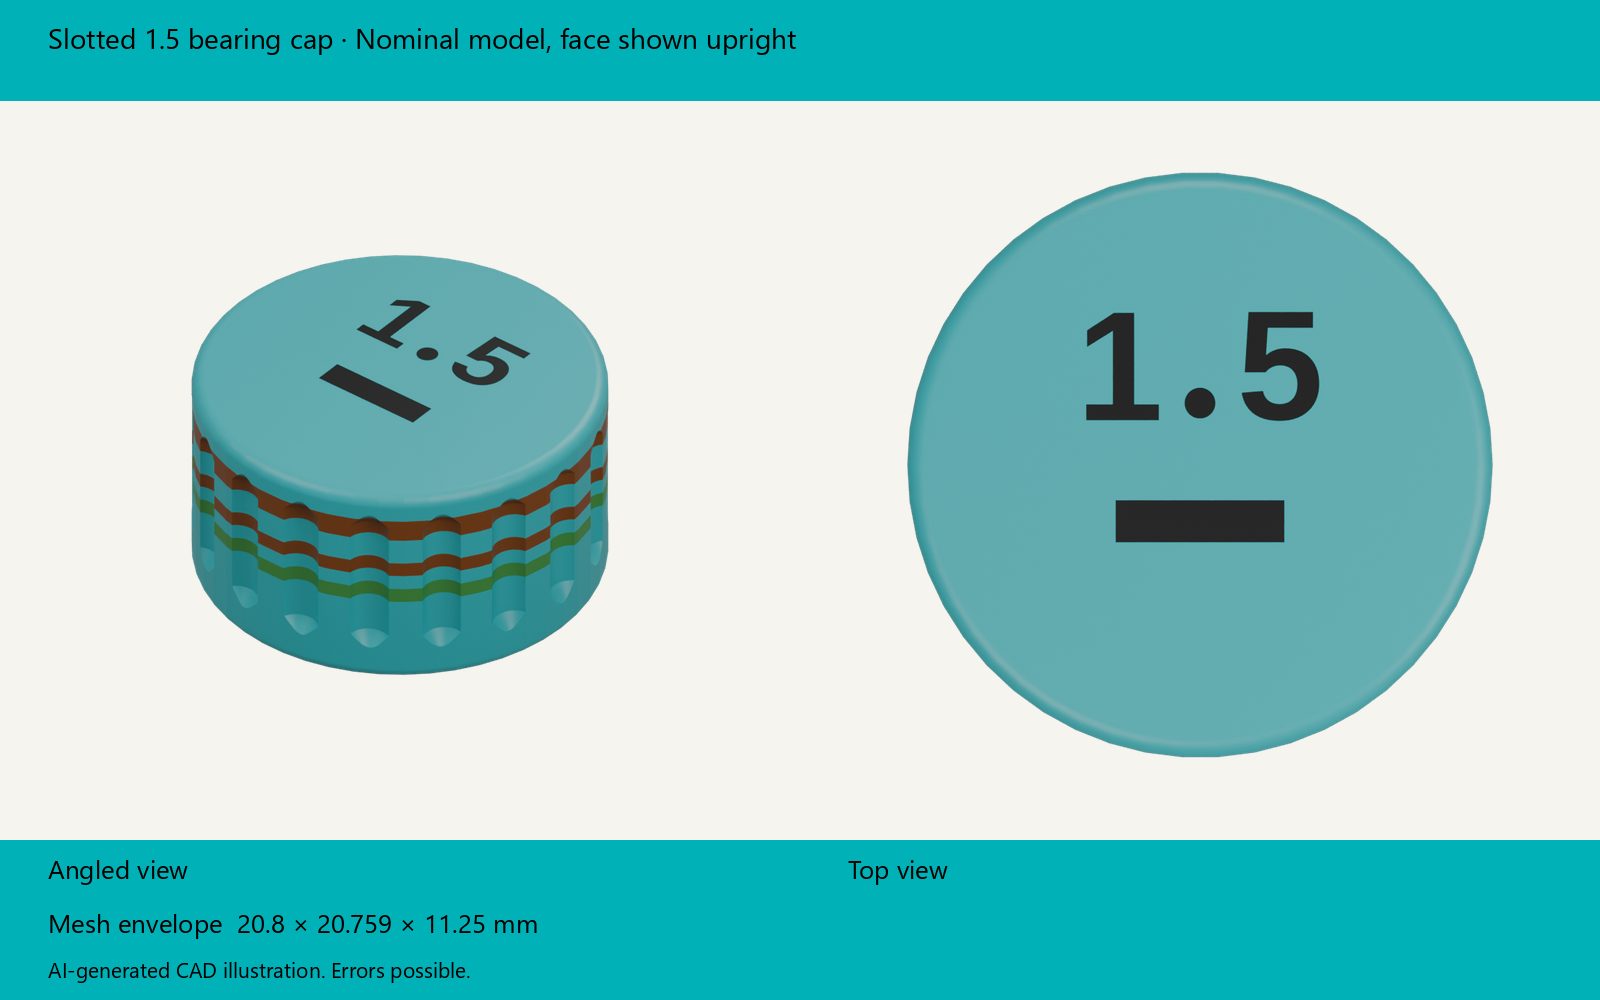 Slotted 1.5 bearing cap · Nominal model, face shown upright
1.5
1.5
Angled view
Top view
Mesh envelope 20.8 × 20.759 × 11.25 mm
AI-generated CAD illustration. Errors possible.